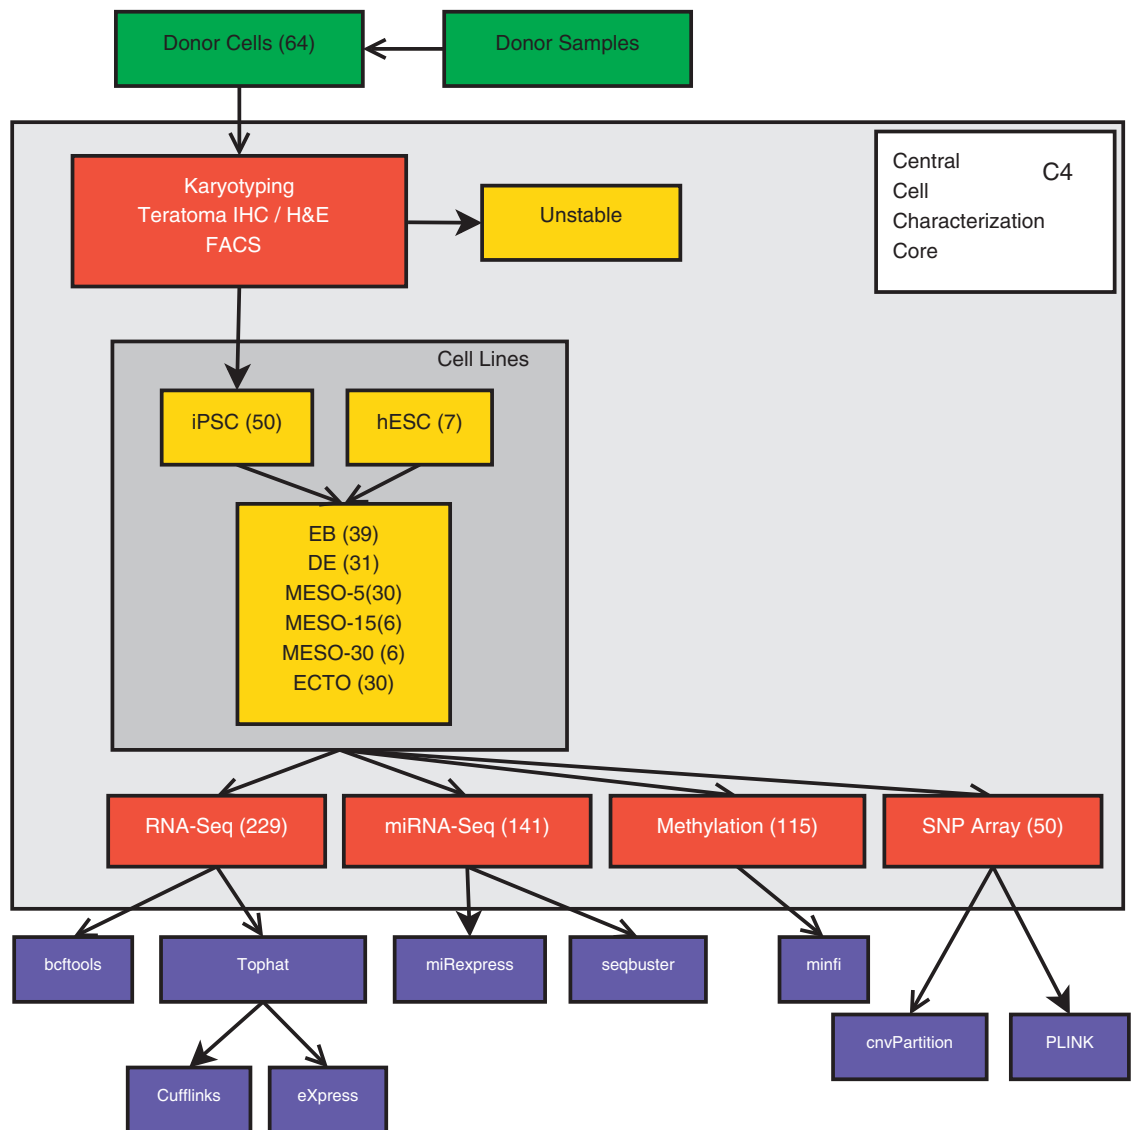 Donor Cells (64)
Donor Samples
Karyotyping
Teratoma IHC / H&E
FACS
Unstable
Central
Cell
Characterization
Core
C4
Cell Lines
iPSC (50)
hESC (7)
EB (39)
DE (31)
MESO-5(30)
MESO-15(6)
MESO-30 (6)
ECTO (30)
RNA-Seq (229)
miRNA-Seq (141)
Methylation (115)
SNP Array (50)
bcftools
Tophat
miRexpress
seqbuster
minfi
cnvPartition
PLINK
Cufflinks
eXpress